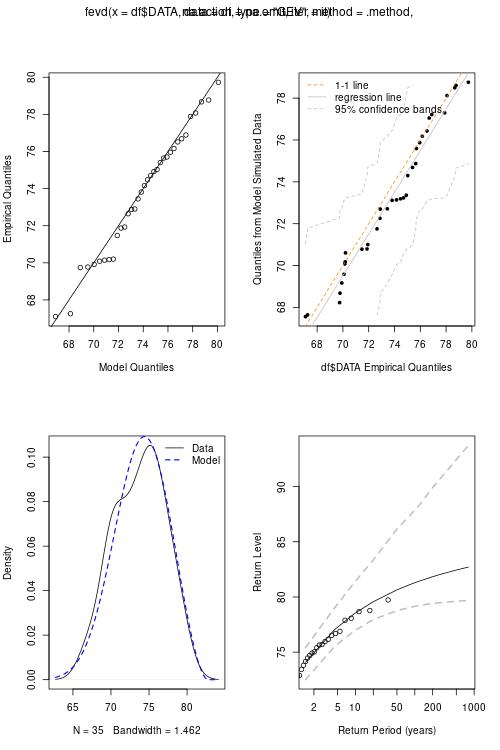 fevd(x = df$DATA, data = df, type = "GEV", method = .method,
80
78
76
74
72
70
68
Empirical Quantiles
68 70 72 74 76 78 80
Model Quantiles
1-1 line
regression line
95% confidence bands
78
76
74
72
70
68
Quantiles from Model Simulated Data
68 70 72 74 76 78 80
df$DATA Empirical Quantiles
Data
Model
0.10
0.08
0.06
0.04
0.02
0.00
Density
65 70 75 80
N = 35 Bandwidth = 1.462
90
85
80
75
Return Level
2 5 10 50 200 1000
Return Period (years)